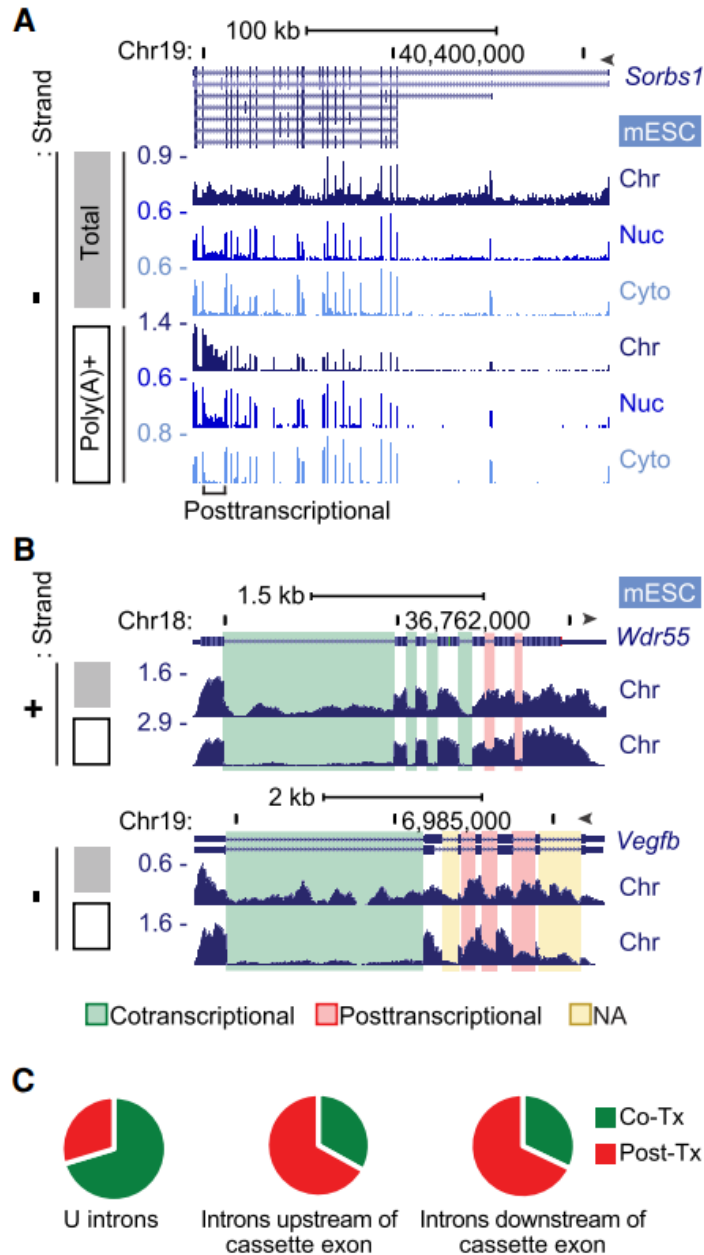 A
100 kb
Chr19: 40,400,000
Sorbs1
mESC
: Strand
-
Total
0.9 - Chr
0.6 - Nuc
0.6 - Cyto
Poly(A)+
1.4 - Chr
0.6 - Nuc
0.8 - Cyto
Posttranscriptional
B
: Strand
mESC
1.5 kb
Chr18: 36,762,000
Wdr55
+
1.6 - Chr
2.9 - Chr
2 kb
Chr19: 6,985,000
Vegfb
-
0.6 - Chr
1.6 - Chr
Cotranscriptional Posttranscriptional NA
C
Co-Tx
Post-Tx
U introns
Introns upstream of
cassette exon
Introns downstream of
cassette exon